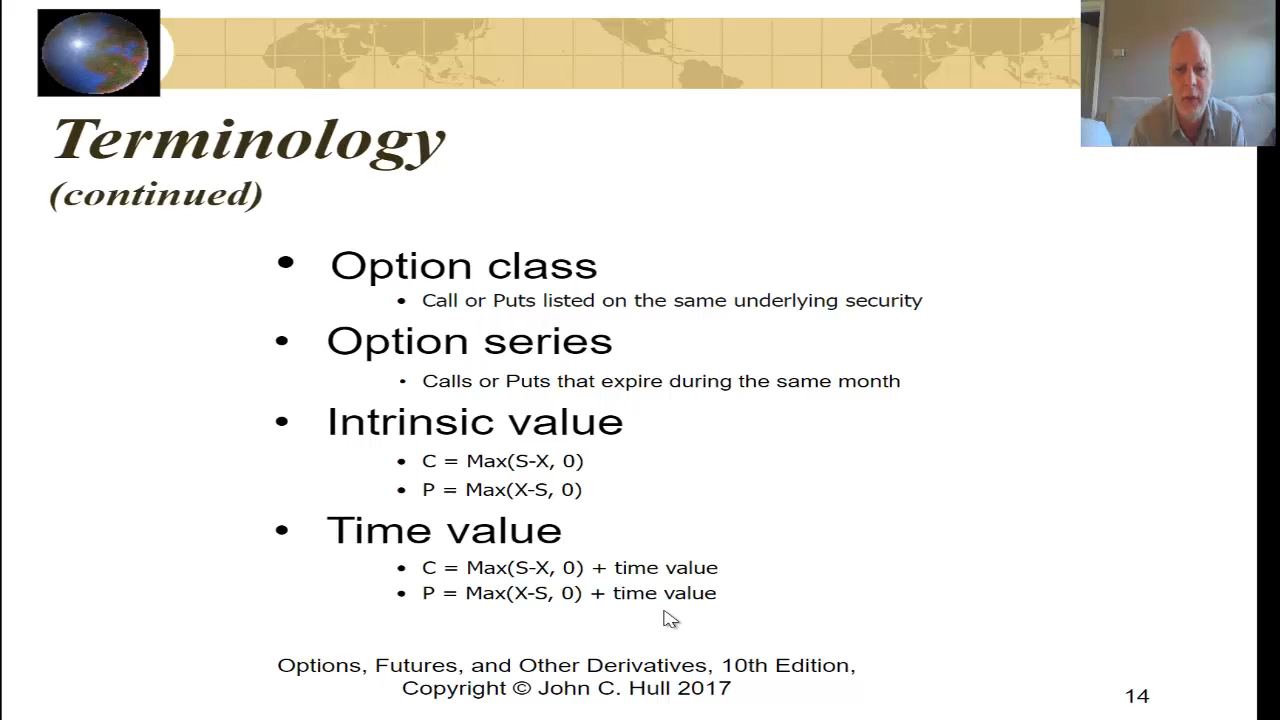 Terminology
(continued)
• Option class
• Call or Puts listed on the same underlying security
• Option series
• Calls or Puts that expire during the same month
• Intrinsic value
• C = Max(S-X, 0)
• P = Max(X-S, 0)
• Time value
• C = Max(S-X, 0) + time value
• P = Max(X-S, 0) + time value
Options, Futures, and Other Derivatives, 10th Edition,
Copyright © John C. Hull 2017
14